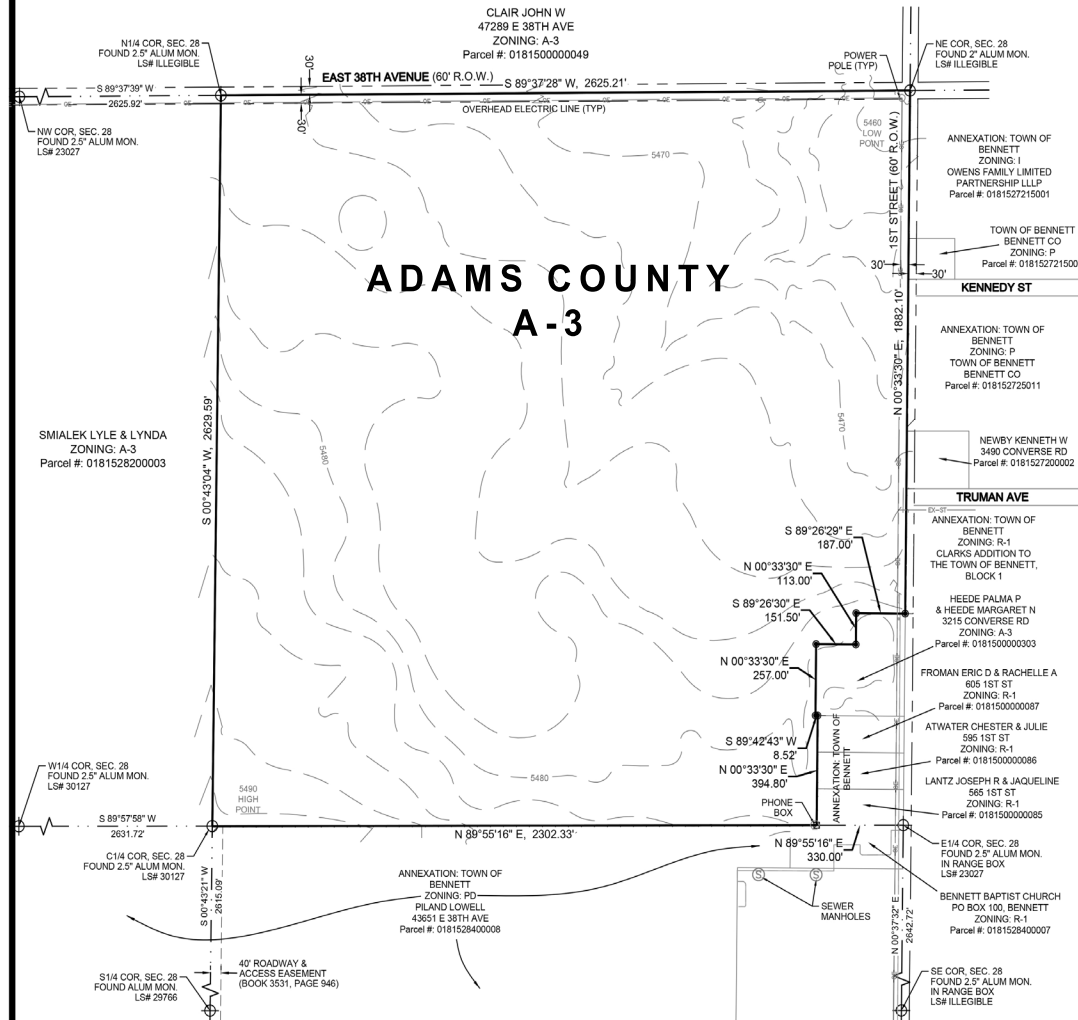 CLAIR JOHN W
47289 E 38TH AVE
ZONING: A-3
Parcel #: 0181500000049
N1/4 COR, SEC. 28
FOUND 2.5" ALUM MON.
LS# ILLEGIBLE
30'
EAST 38TH AVENUE (60' R.O.W.)
S 89°37'28" W, 2625.21'
OVERHEAD ELECTRIC LINE (TYP)
30'
POWER
POLE (TYP)
NE COR, SEC. 28
FOUND 2" ALUM MON.
LS# ILLEGIBLE
S 89°37'39" W
2625.92'
NW COR, SEC. 28
FOUND 2.5" ALUM MON.
LS# 23027
5460
LOW
POINT
5470
1ST STREET (60' R.O.W.)
ANNEXATION: TOWN OF
BENNETT
ZONING: I
OWENS FAMILY LIMITED
PARTNERSHIP LLLP
Parcel #: 0181527215001
TOWN OF BENNETT
BENNETT CO
ZONING: P
Parcel #: 018152721500
30'
30'
KENNEDY ST
ADAMS COUNTY
A-3
N 00°33'30" E, 1882.10'
ANNEXATION: TOWN OF
BENNETT
ZONING: P
TOWN OF BENNETT
BENNETT CO
Parcel #: 018152725011
S 00°43'04" W, 2629.59'
SMIALEK LYLE & LYNDA
ZONING: A-3
Parcel #: 0181528200003
5480
5470
NEWBY KENNETH W
3490 CONVERSE RD
Parcel #: 0181527200002
TRUMAN AVE
EX-ST
ANNEXATION: TOWN OF
BENNETT
ZONING: R-1
CLARKS ADDITION TO
THE TOWN OF BENNETT,
BLOCK 1
S 89°26'29" E
187.00'
N 00°33'30" E
113.00'
S 89°26'30" E
151.50'
N 00°33'30" E
257.00'
HEEDE PALMA P
& HEEDE MARGARET N
3215 CONVERSE RD
ZONING: A-3
Parcel #: 0181500000303
FROMAN ERIC D & RACHELLE A
605 1ST ST
ZONING: R-1
Parcel #: 0181500000087
S 89°42'43" W
8.52'
N 00°33'30" E
394.80'
ANNEXATION: TOWN OF
BENNETT
ATWATER CHESTER & JULIE
595 1ST ST
ZONING: R-1
Parcel #: 0181500000086
LANTZ JOSEPH R & JAQUELINE
565 1ST ST
ZONING: R-1
Parcel #: 0181500000085
W1/4 COR, SEC. 28
FOUND 2.5" ALUM MON.
LS# 30127
5490
HIGH
POINT
5480
PHONE
BOX
S 89°57'58" W
2631.72'
N 89°55'16" E, 2302.33'
N 89°55'16" E
330.00'
C1/4 COR, SEC. 28
FOUND 2.5" ALUM MON.
LS# 30127
E1/4 COR, SEC. 28
FOUND 2.5" ALUM MON.
IN RANGE BOX
LS# 23027
S 00°43'21" W
2615.09'
ANNEXATION: TOWN OF
BENNETT
ZONING: PD
PILAND LOWELL
43651 E 38TH AVE
Parcel #: 0181528400008
S
S
SEWER
MANHOLES
BENNETT BAPTIST CHURCH
PO BOX 100, BENNETT
ZONING: R-1
Parcel #: 0181528400007
N 00°37'32" E
2642.72'
S1/4 COR, SEC. 28
FOUND ALUM MON.
LS# 29766
40' ROADWAY &
ACCESS EASEMENT
(BOOK 3531, PAGE 946)
SE COR, SEC. 28
FOUND 2.5" ALUM MON.
IN RANGE BOX
LS# ILLEGIBLE